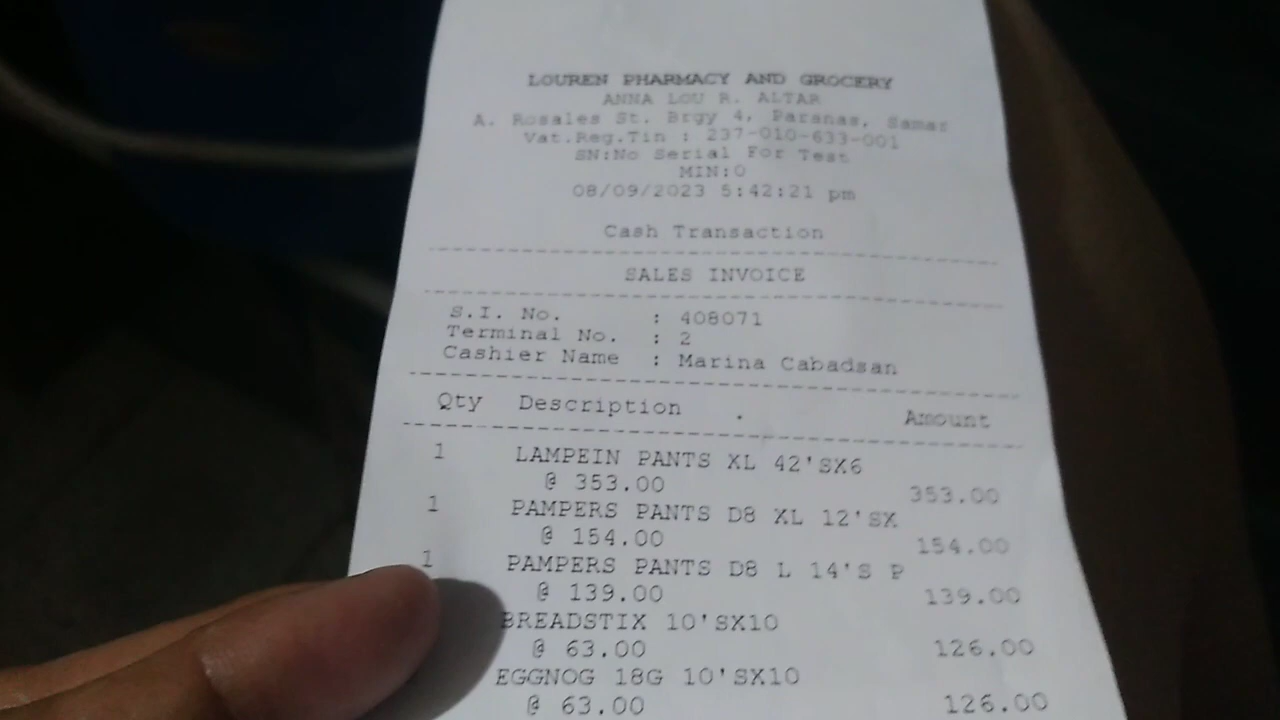 LOUREN PHARMACY AND GROCERY
ANNA LOU R. ALTAR
A. Rosales St. Brgy 4, Paranas, Samar
Vat.Reg.Tin : 237-010-633-001
SN:No Serial For Test
MIN:0
08/09/2023 5:42:21 pm
Cash Transaction
SALES INVOICE
S.I. No. : 408071
Terminal No. : 2
Cashier Name : Marina Cabadsan
Qty Description Amount
1 LAMPEIN PANTS XL 42'SX6
@ 353.00 353.00
1 PAMPERS PANTS D8 XL 12'SX
@ 154.00 154.00
1 PAMPERS PANTS D8 L 14'S P
@ 139.00 139.00
BREADSTIX 10'SX10
@ 63.00 126.00
EGGNOG 18G 10'SX10
@ 63.00 126.00